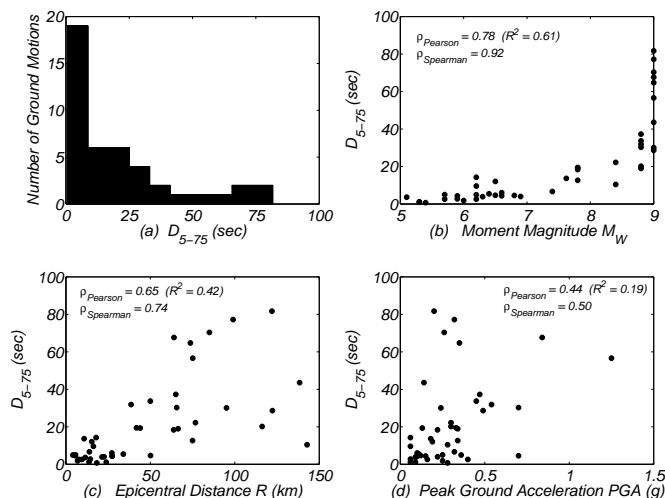 20
15
10
5
0
0 25 50 75 100
Number of Ground Motions
(a) D5−75 (sec)
ρPearson = 0.78 (R2 = 0.61)
ρSpearman = 0.92
100
80
60
40
20
0
5 6 7 8 9
D5−75 (sec)
(b) Moment Magnitude MW
ρPearson = 0.65 (R2 = 0.42)
ρSpearman = 0.74
100
80
60
40
20
0
0 50 100 150
D5−75 (sec)
(c) Epicentral Distance R (km)
ρPearson = 0.44 (R2 = 0.19)
ρSpearman = 0.50
100
80
60
40
20
0
0 0.5 1 1.5
D5−75 (sec)
(d) Peak Ground Acceleration PGA (g)